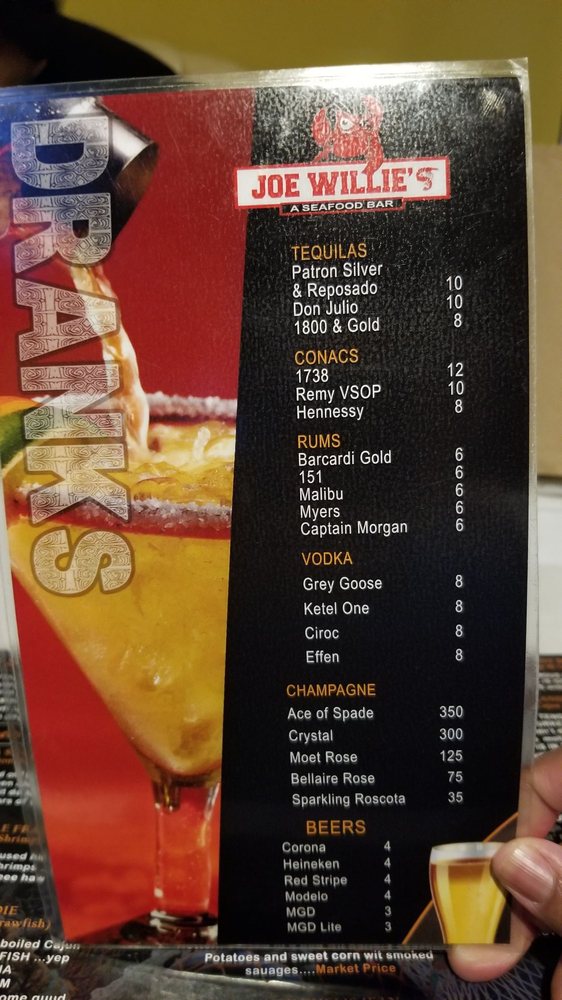 DRANKS
JOE WILLIE'S
A SEAFOOD BAR
TEQUILAS
Patron Silver
& Reposado 10
Don Julio 10
1800 & Gold 8
CONACS
1738 12
Remy VSOP 10
Hennessy 8
RUMS
Barcardi Gold 6
151 6
Malibu 6
Myers 6
Captain Morgan 6
VODKA
Grey Goose 8
Ketel One 8
Ciroc 8
Effen 8
CHAMPAGNE
Ace of Spade 350
Crystal 300
Moet Rose 125
Bellaire Rose 75
Sparkling Roscota 35
BEERS
Corona 4
Heineken 4
Red Stripe 4
Modelo 4
MGD 3
MGD Lite 3
boiled Cajun
FISH ...yep
Potatoes and sweet corn wit smoked
sauages....Market Price